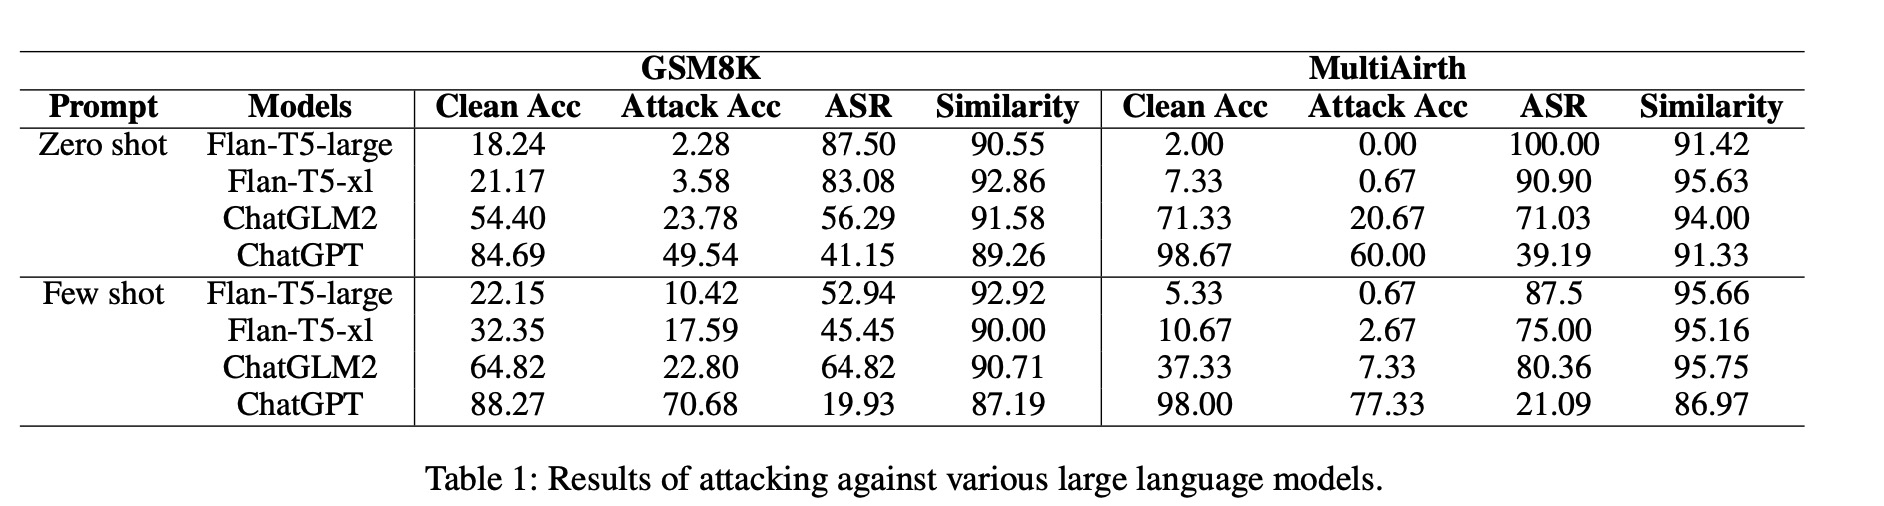 GSM8K MultiAirth
Prompt Models Clean Acc Attack Acc ASR Similarity Clean Acc Attack Acc ASR Similarity
Zero shot Flan-T5-large 18.24 2.28 87.50 90.55 2.00 0.00 100.00 91.42
Flan-T5-xl 21.17 3.58 83.08 92.86 7.33 0.67 90.90 95.63
ChatGLM2 54.40 23.78 56.29 91.58 71.33 20.67 71.03 94.00
ChatGPT 84.69 49.54 41.15 89.26 98.67 60.00 39.19 91.33
Few shot Flan-T5-large 22.15 10.42 52.94 92.92 5.33 0.67 87.5 95.66
Flan-T5-xl 32.35 17.59 45.45 90.00 10.67 2.67 75.00 95.16
ChatGLM2 64.82 22.80 64.82 90.71 37.33 7.33 80.36 95.75
ChatGPT 88.27 70.68 19.93 87.19 98.00 77.33 21.09 86.97
Table 1: Results of attacking against various large language models.